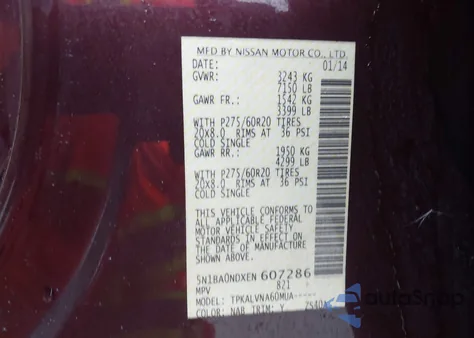 MFD BY NISSAN MOTOR CO., LTD.
DATE: 01/14
GVWR: 3243 KG
7150 LB
GAWR FR.: 1542 KG
3399 LB
WITH P275/60R20 TIRES
20X8.0 RIMS AT 36 PSI
COLD SINGLE
GAWR RR.: 1950 KG
4299 LB
WITH P275/60R20 TIRES
20X8.0 RIMS AT 36 PSI
COLD SINGLE
THIS VEHICLE CONFORMS TO
ALL APPLICABLE FEDERAL
MOTOR VEHICLE SAFETY
STANDARDS IN EFFECT ON
THE DATE OF MANUFACTURE
SHOWN ABOVE.
5N1BA0NDXEN 607286
MPV 821
MODEL: TPKALVNA60MUA-----
COLOR: NAB TRIM: Y
autoSnap